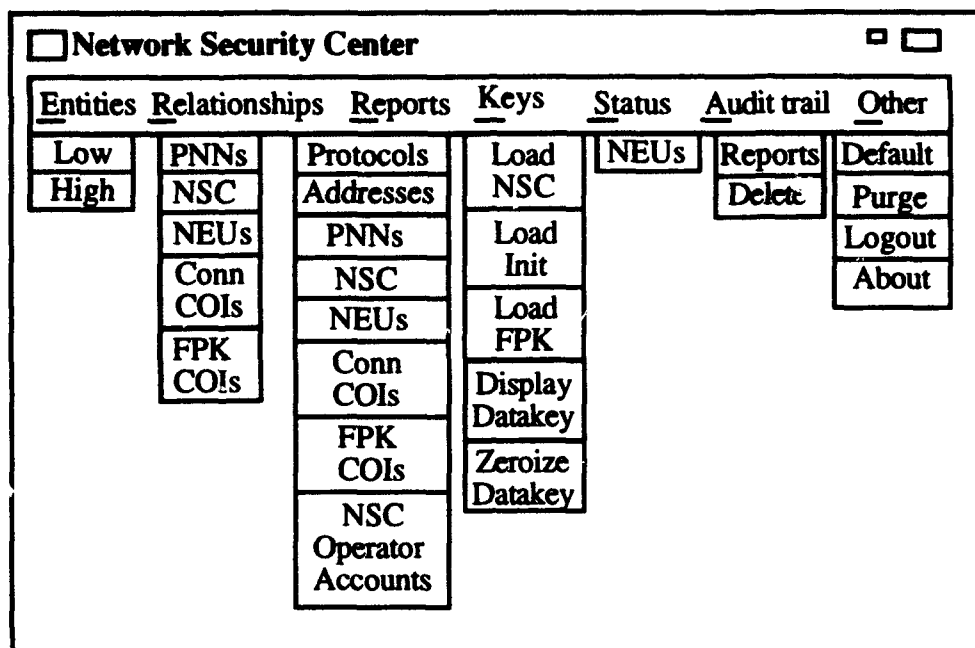 Network Security Center
Entities Relationships Reports Keys Status Audit trail Other
Low
High
PNNs
NSC
NEUs
Conn
COIs
FPK
COIs
Protocols
Addresses
PNNs
NSC
NEUs
Conn
COIs
FPK
COIs
NSC
Operator
Accounts
Load
NSC
Load
Init
Load
FPK
Display
Datakey
Zeroize
Datakey
NEUs
Reports
Delete
Default
Purge
Logout
About